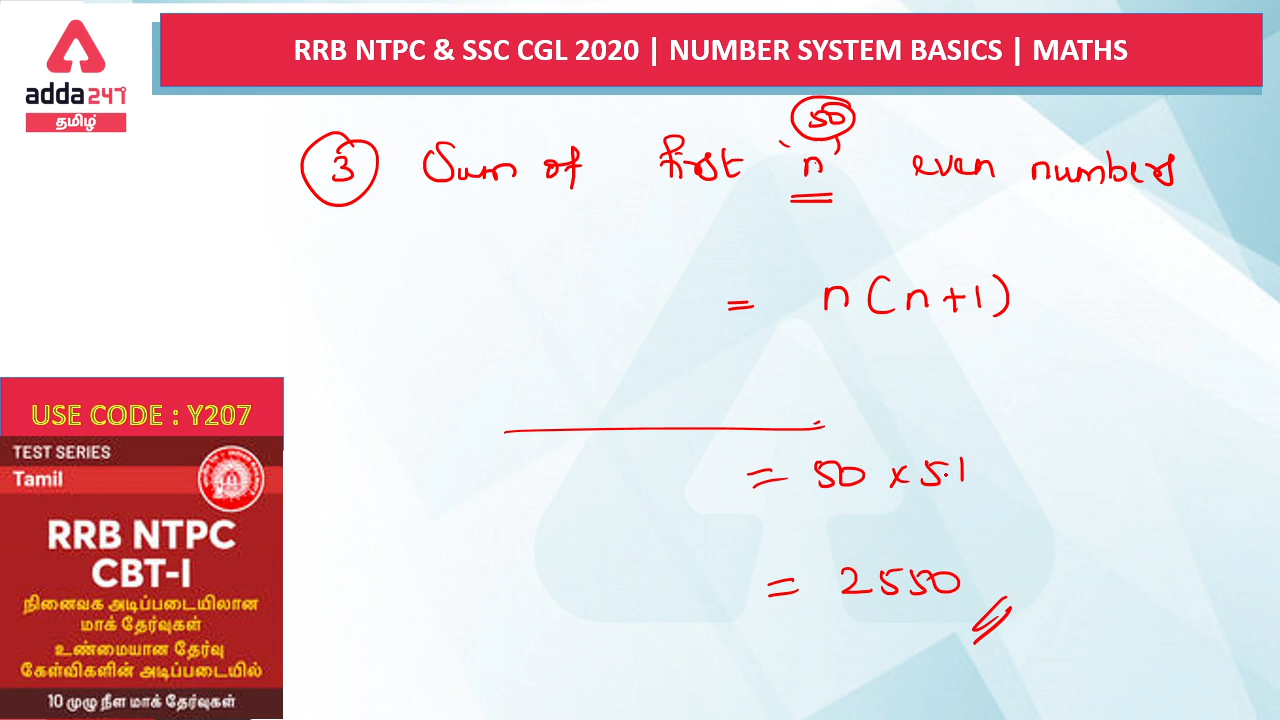 RRB NTPC & SSC CGL 2020 | NUMBER SYSTEM BASICS | MATHS
adda247
தமிழ்
50
3 Sum of first 'n' even numbers
= n(n+1)
= 50 × 51
= 2550
USE CODE : Y207
TEST SERIES
Tamil
RRB NTPC
CBT-I
நினைவக அடிப்படையிலான
மாக் தேர்வுகள்
உண்மையான தேர்வு
கேள்விகளின் அடிப்படையில்
10 முழு நீள மாக் தேர்வுகள்